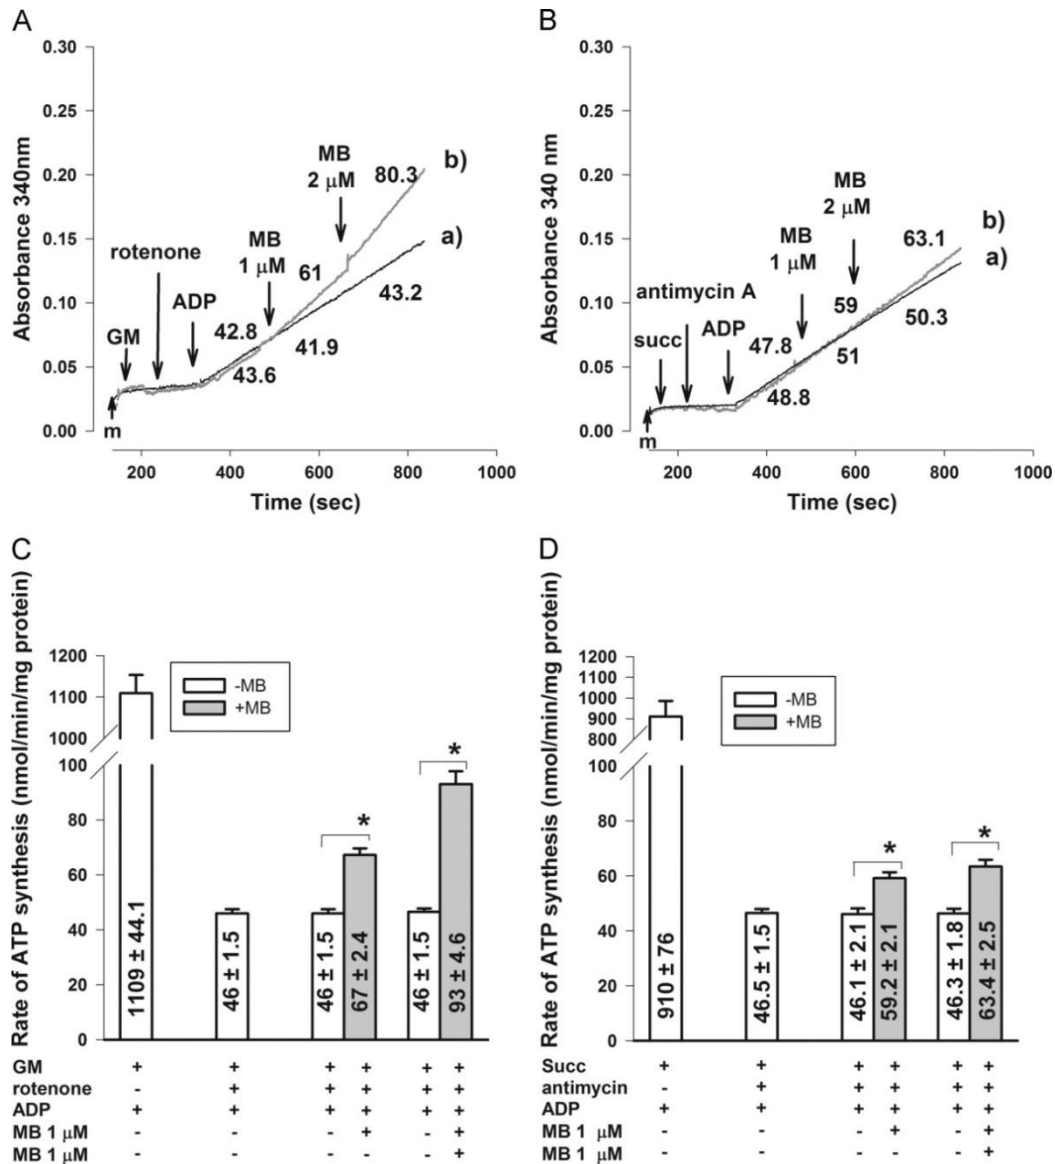 A
Absorbance 340nm
0.30
0.25
0.20
0.15
0.10
0.05
0.00
rotenone
GM
ADP
MB
1 μM
MB
2 μM
80.3
b)
a)
61
42.8
43.2
41.9
43.6
m
200 400 600 800 1000
Time (sec)
B
Absorbance 340 nm
0.30
0.25
0.20
0.15
0.10
0.05
0.00
antimycin A
succ
ADP
MB
1 μM
MB
2 μM
63.1
b)
a)
59
47.8
50.3
51
48.8
m
200 400 600 800 1000
Time (sec)
C
Rate of ATP synthesis (nmol/min/mg protein)
1200
1100
1000
100
80
60
40
20
0
-MB
+MB
*
*
1109 ± 44.1
46 ± 1.5
46 ± 1.5
67 ± 2.4
46 ± 1.5
93 ± 4.6
GM + + + + + +
rotenone - + + + + +
ADP + + + + + +
MB 1 μM - - - + - +
MB 1 μM - - - - - +
D
Rate of ATP synthesis (nmol/min/mg protein)
1200
1100
1000
900
800
100
80
60
40
20
0
-MB
+MB
*
*
910 ± 76
46.5 ± 1.5
46.1 ± 2.1
59.2 ± 2.1
46.3 ± 1.8
63.4 ± 2.5
Succ + + + + + +
antimycin - + + + + +
ADP + + + + + +
MB 1 μM - - - + - +
MB 1 μM - - - - - +